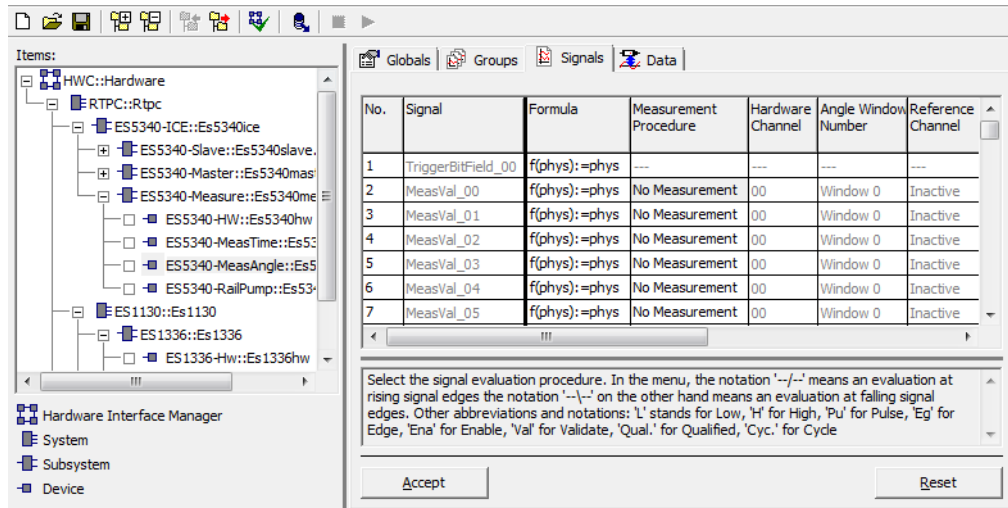 Items:
HWC::Hardware
RTPC::Rtpc
ES5340-ICE::Es5340ice
ES5340-Slave::Es5340slave.
ES5340-Master::Es5340mas
ES5340-Measure::Es5340me
ES5340-HW::Es5340hw
ES5340-MeasTime::Es53
ES5340-MeasAngle::Es5
ES5340-RailPump::Es534
ES1130::Es1130
ES1336::Es1336
ES1336-Hw::Es1336hw
Hardware Interface Manager
System
Subsystem
Device
Globals Groups Signals Data
No. Signal Formula Measurement Procedure Hardware Channel Angle Window Number Reference Channel
1 TriggerBitField_00 f(phys):=phys --- --- --- ---
2 MeasVal_00 f(phys):=phys No Measurement 00 Window 0 Inactive
3 MeasVal_01 f(phys):=phys No Measurement 00 Window 0 Inactive
4 MeasVal_02 f(phys):=phys No Measurement 00 Window 0 Inactive
5 MeasVal_03 f(phys):=phys No Measurement 00 Window 0 Inactive
6 MeasVal_04 f(phys):=phys No Measurement 00 Window 0 Inactive
7 MeasVal_05 f(phys):=phys No Measurement 00 Window 0 Inactive
Select the signal evaluation procedure. In the menu, the notation '--/--' means an evaluation at
rising signal edges the notation '--\--' on the other hand means an evaluation at falling signal
edges. Other abbreviations and notations: 'L' stands for Low, 'H' for High, 'Pu' for Pulse, 'Eg' for
Edge, 'Ena' for Enable, 'Val' for Validate, 'Qual.' for Qualified, 'Cyc.' for Cycle
Accept Reset